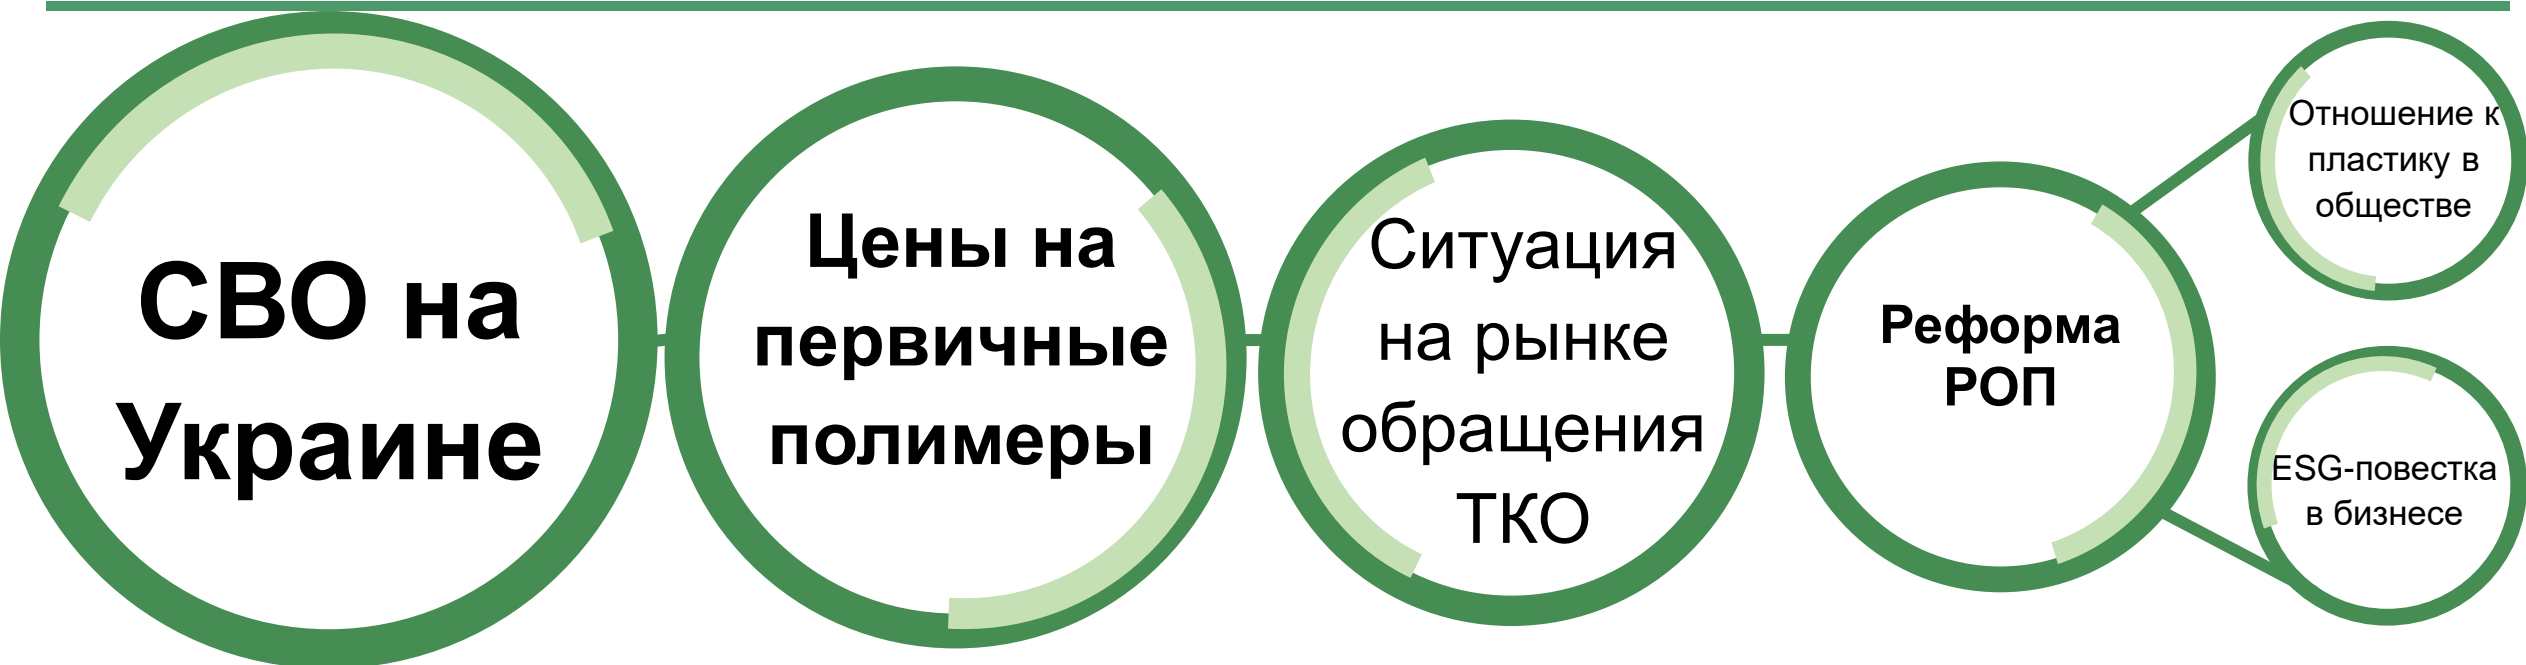 СВО на
Украине
Цены на
первичные
полимеры
Ситуация
на рынке
обращения
ТКО
Реформа
РОП
Отношение к
пластику в
обществе
ESG-повестка
в бизнесе